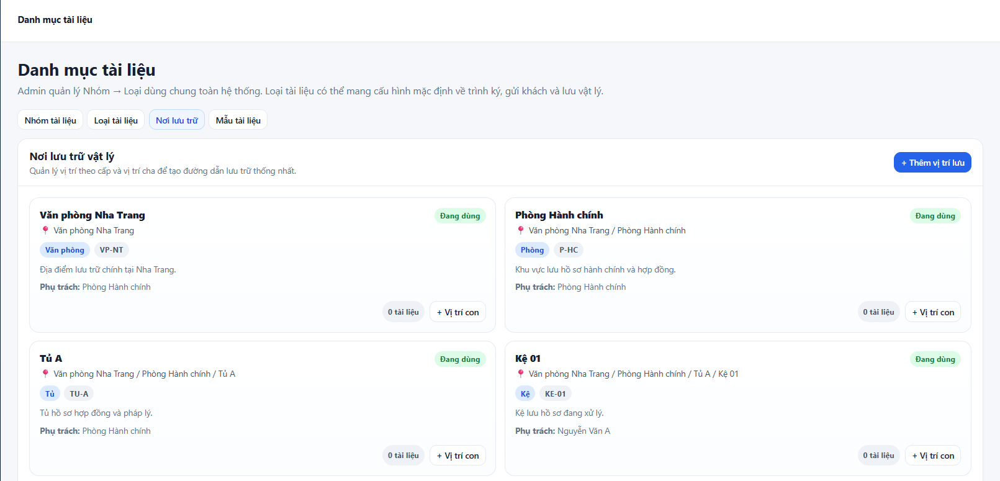 Danh mục tài liệu
Danh mục tài liệu
Admin quản lý Nhóm → Loại dùng chung toàn hệ thống. Loại tài liệu có thể mang cấu hình mặc định về trình ký, gửi khách và lưu vật lý.
Nhóm tài liệu
Loại tài liệu
Nơi lưu trữ
Mẫu tài liệu
Nơi lưu trữ vật lý
Quản lý vị trí theo cấp và vị trí cha để tạo đường dẫn lưu trữ thống nhất.
+ Thêm vị trí lưu
Văn phòng Nha Trang
Đang dùng
Văn phòng Nha Trang
Văn phòng
VP-NT
Địa điểm lưu trữ chính tại Nha Trang.
Phụ trách: Phòng Hành chính
0 tài liệu
+ Vị trí con
Phòng Hành chính
Đang dùng
Văn phòng Nha Trang / Phòng Hành chính
Phòng
P-HC
Khu vực lưu hồ sơ hành chính và hợp đồng.
Phụ trách: Phòng Hành chính
0 tài liệu
+ Vị trí con
Tủ A
Đang dùng
Văn phòng Nha Trang / Phòng Hành chính / Tủ A
Tủ
TU-A
Tủ hồ sơ hợp đồng và pháp lý.
Phụ trách: Phòng Hành chính
0 tài liệu
+ Vị trí con
Kệ 01
Đang dùng
Văn phòng Nha Trang / Phòng Hành chính / Tủ A / Kệ 01
Kệ
KE-01
Kệ lưu hồ sơ đang xử lý.
Phụ trách: Nguyễn Văn A
0 tài liệu
+ Vị trí con